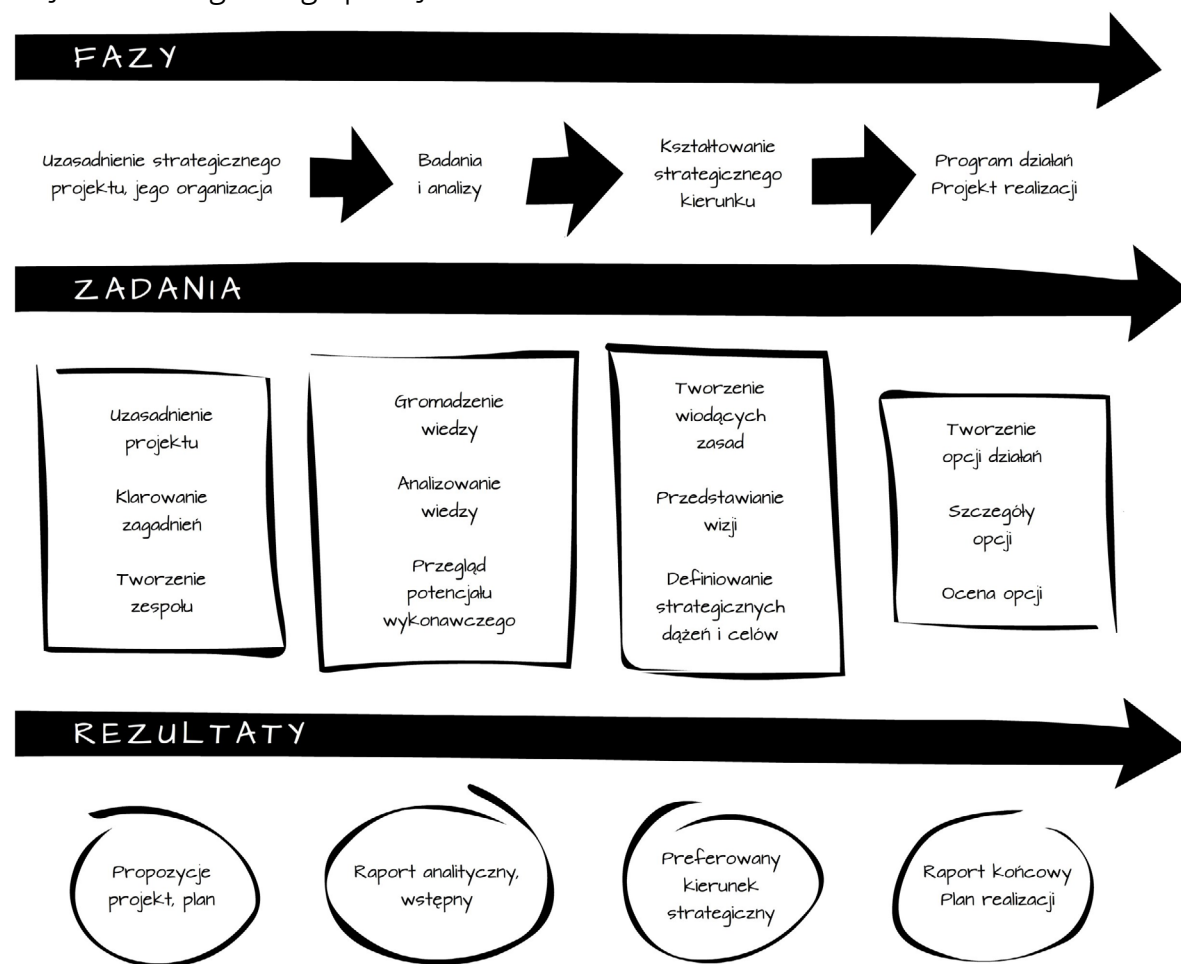 FAZY
Uzasadnienie strategicznego
projektu, jego organizacja
Badania
i analizy
Kształtowanie
strategicznego
kierunku
Program działań
Projekt realizacji
ZADANIA
Uzasadnienie
projektu
Klarowanie
zagadnień
Tworzenie
zespołu
Gromadzenie
wiedzy
Analizowanie
wiedzy
Przegląd
potencjału
wykonawczego
Tworzenie
wiodących
zasad
Przedstawianie
wizji
Definiowanie
strategicznych
dążeń i celów
Tworzenie
opcji działań
Szczegóły
opcji
Ocena opcji
REZULTATY
Propozycje
projekt, plan
Raport analityczny,
wstępny
Preferowany
kierunek
strategiczny
Raport końcowy
Plan realizacji